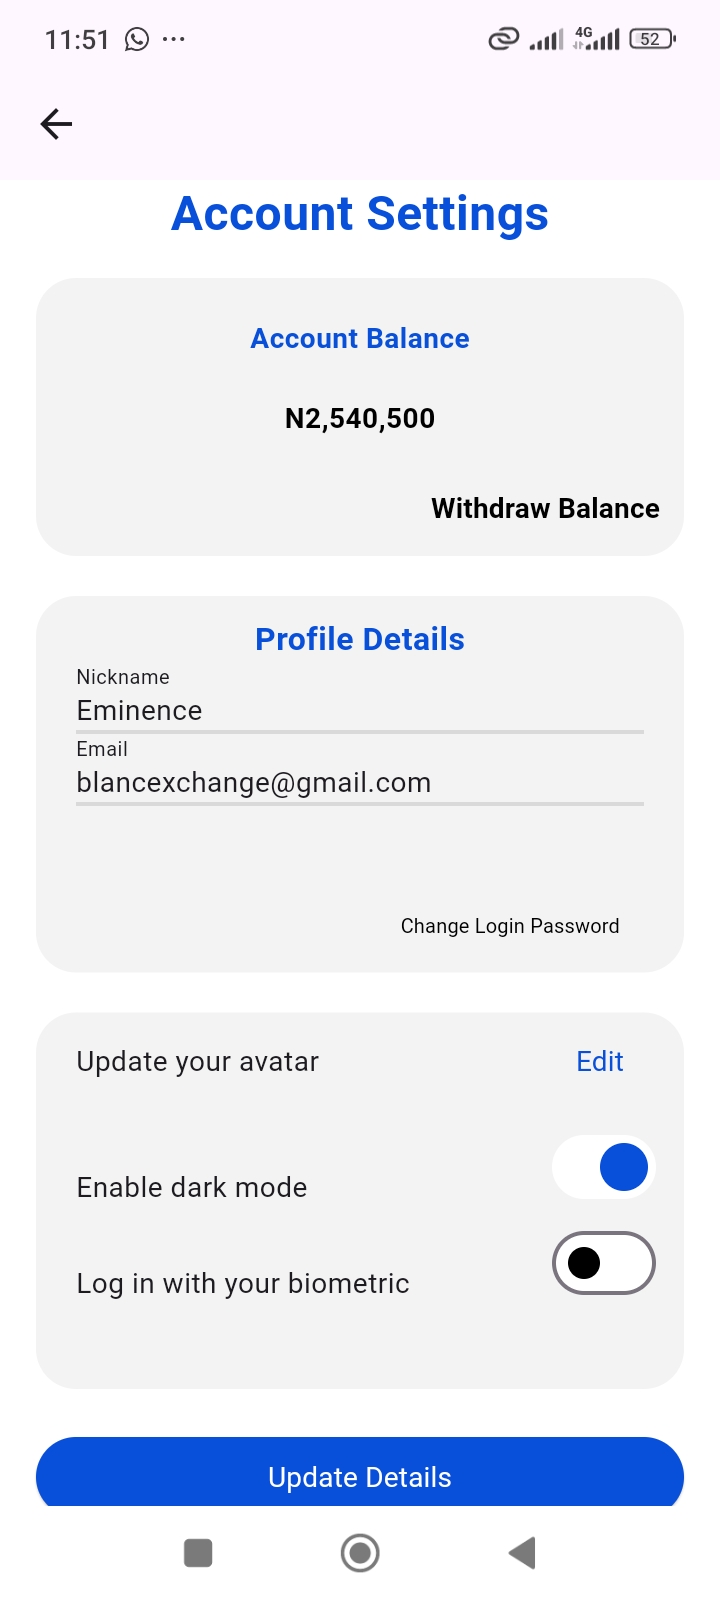 11:51
4G
52
Account Settings
Account Balance
N2,540,500
Withdraw Balance
Profile Details
Nickname
Eminence
Email
blancexchange@gmail.com
Change Login Password
Update your avatar
Edit
Enable dark mode
Log in with your biometric
Update Details